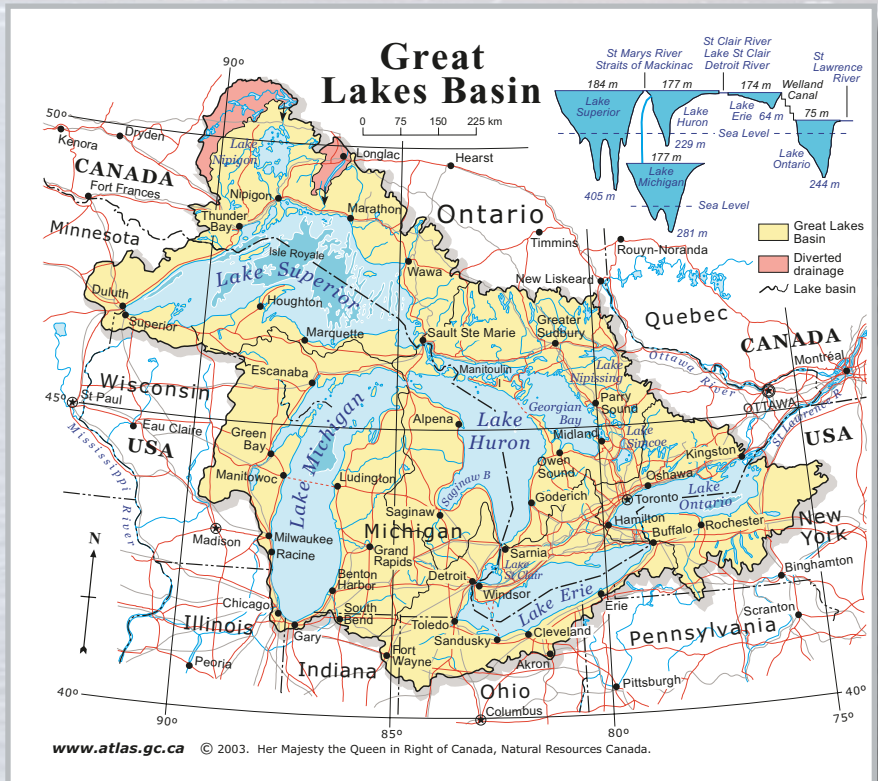 Great
Lakes Basin
0 75 150 225 km
St Marys River
Straits of Mackinac
St Clair River
Lake St Clair
Detroit River
St
Lawrence
River
Welland
Canal
184 m
177 m
174 m
75 m
Lake
Superior
Lake
Huron
Lake
Erie
64 m
229 m
Sea Level
177 m
Lake
Michigan
Lake
Ontario
405 m
244 m
Sea Level
281 m
Great Lakes
Basin
Diverted
drainage
Lake basin
90°
50°
Kenora
Dryden
CANADA
Fort Frances
Minnesota
Lake
Nipigon
Longlac
Hearst
Nipigon
Thunder
Bay
Marathon
Ontario
Timmins
Rouyn-Noranda
Isle Royale
Lake Superior
Wawa
New Liskeard
Duluth
Superior
Houghton
Marquette
Sault Ste Marie
Greater
Sudbury
Quebec
CANADA
Montréal
Escanaba
Manitoulin
I
Lake
Nipissing
Ottawa River
OTTAWA
St Lawrence R
Wisconsin
45°
St Paul
Eau Claire
USA
Mississippi River
Green
Bay
Manitowoc
Lake Michigan
Ludington
Alpena
Lake
Huron
Georgian
Bay
Parry
Sound
Midland
Lake
Simcoe
Owen
Sound
Kingston
USA
Oshawa
Toronto
Lake
Ontario
Goderich
Saginaw B
Saginaw
Michigan
Hamilton
Buffalo
Rochester
New
York
Madison
Milwaukee
Racine
Grand
Rapids
Sarnia
Lake
St Clair
Detroit
Windsor
Binghamton
N
Benton
Harbor
Chicago
South
Bend
Gary
Illinois
Peoria
Indiana
Fort
Wayne
Toledo
Sandusky
Lake Erie
Cleveland
Erie
Akron
Pennsylvania
Scranton
Pittsburgh
Ohio
Columbus
40°
90°
85°
80°
40°
75°
www.atlas.gc.ca © 2003. Her Majesty the Queen in Right of Canada, Natural Resources Canada.